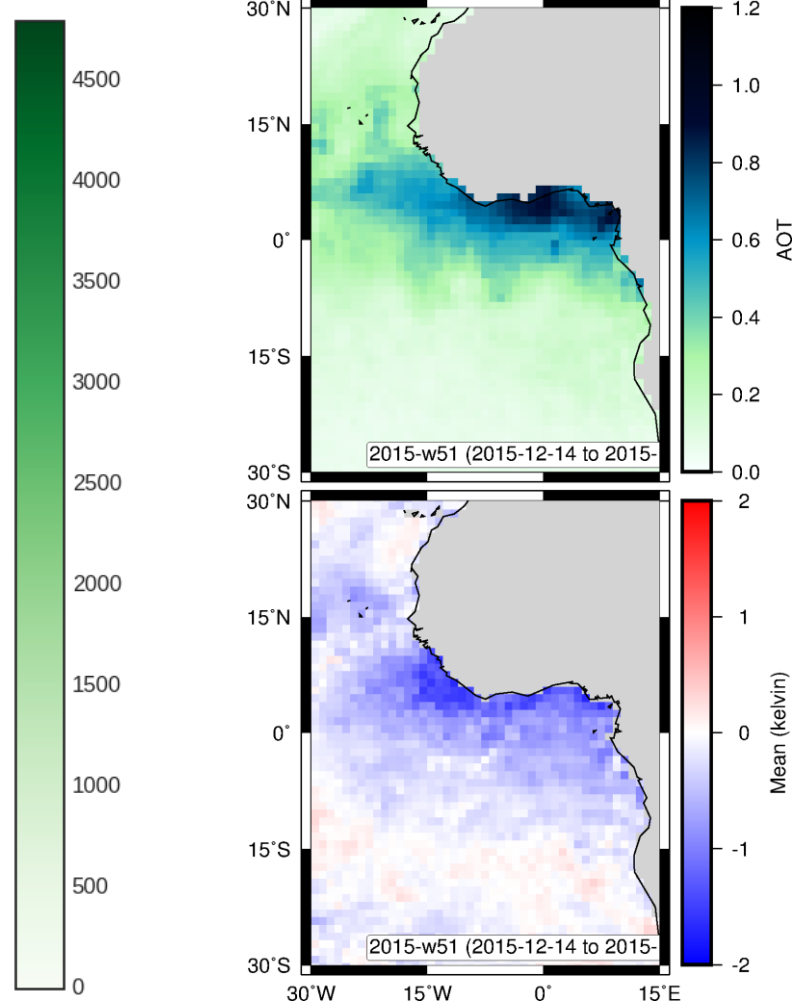 4500
4000
3500
3000
2500
2000
1500
1000
500
0
30°N
15°N
0°
15°S
30°S
2015-w51 (2015-12-14 to 2015-
1.2
1.0
0.8
0.6
0.4
0.2
0.0
AOT
30°N
15°N
0°
15°S
30°S
2015-w51 (2015-12-14 to 2015-
30°W
15°W
0°
15°E
2
1
0
-1
-2
Mean (kelvin)